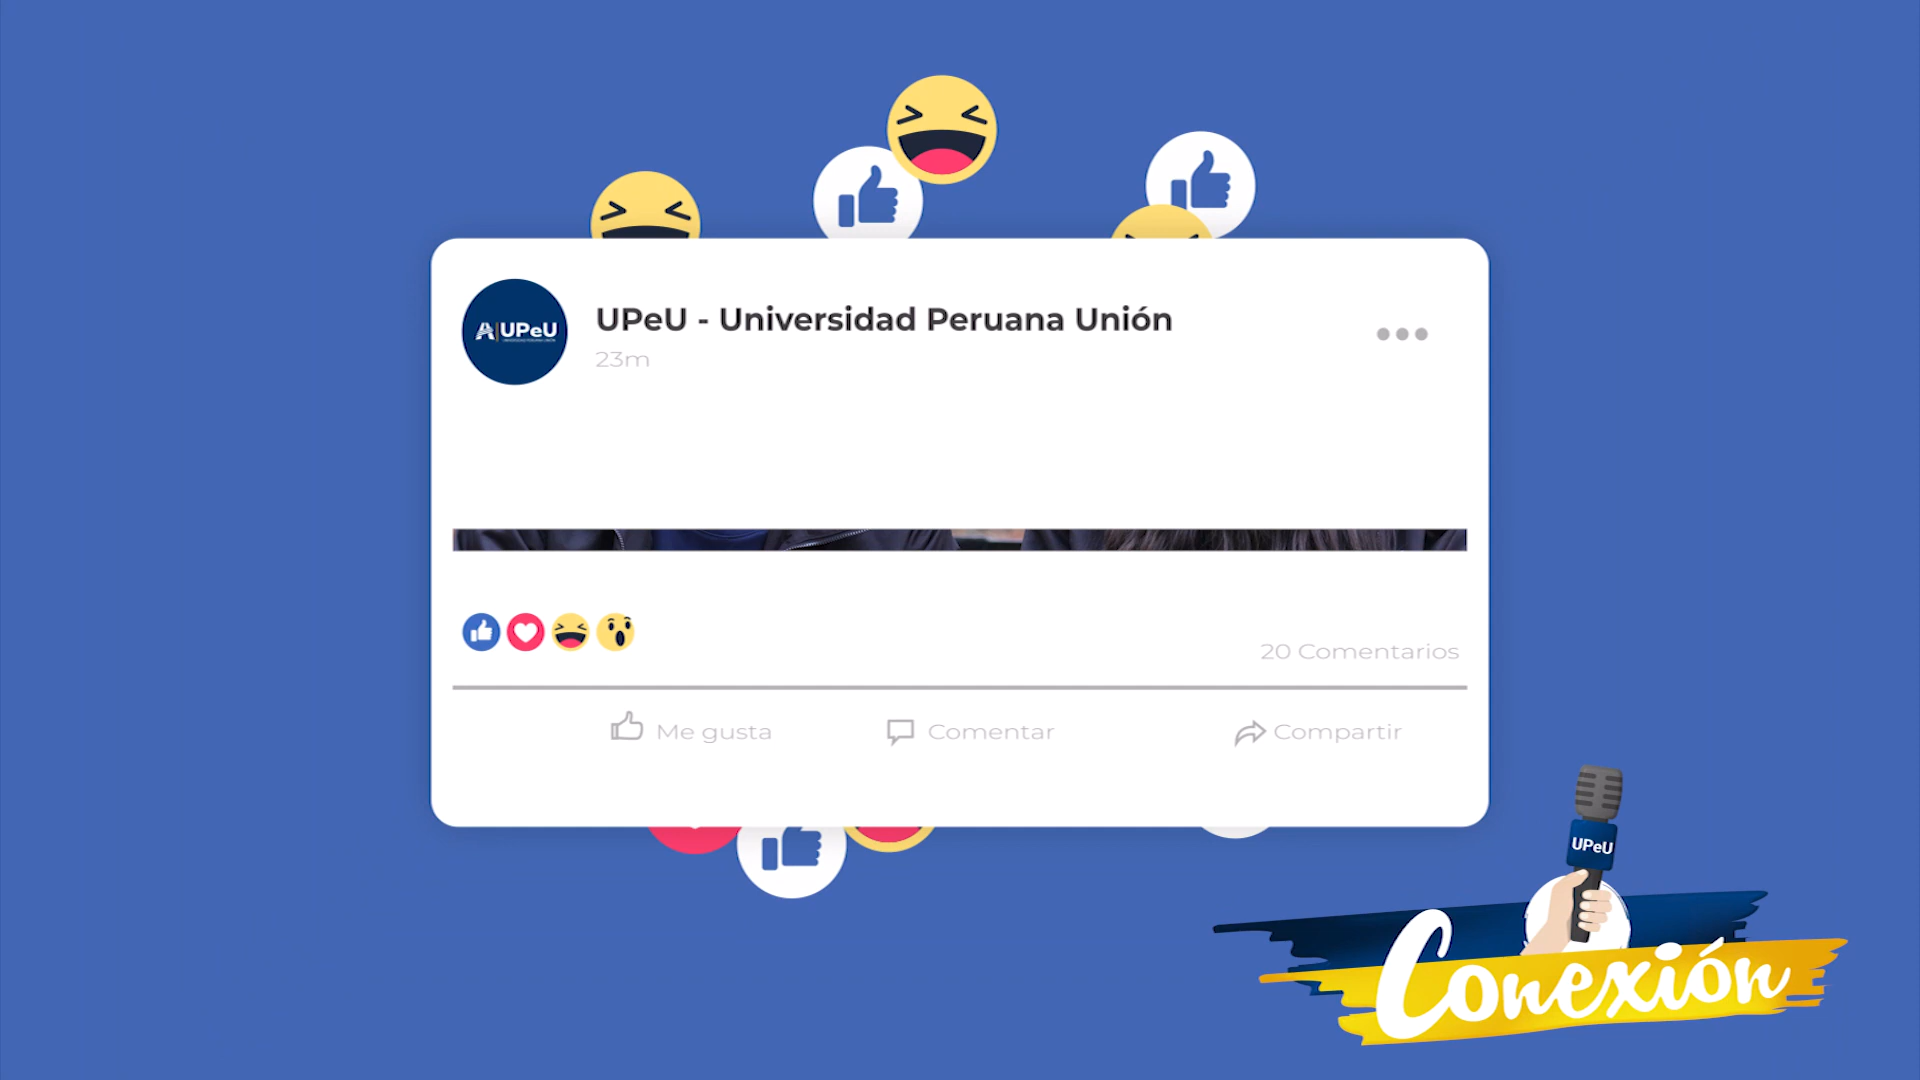 UPeU - Universidad Peruana Unión
23m
UPeU
20 Comentarios
Me gusta
Comentar
Compartir
UPeU
Conexión